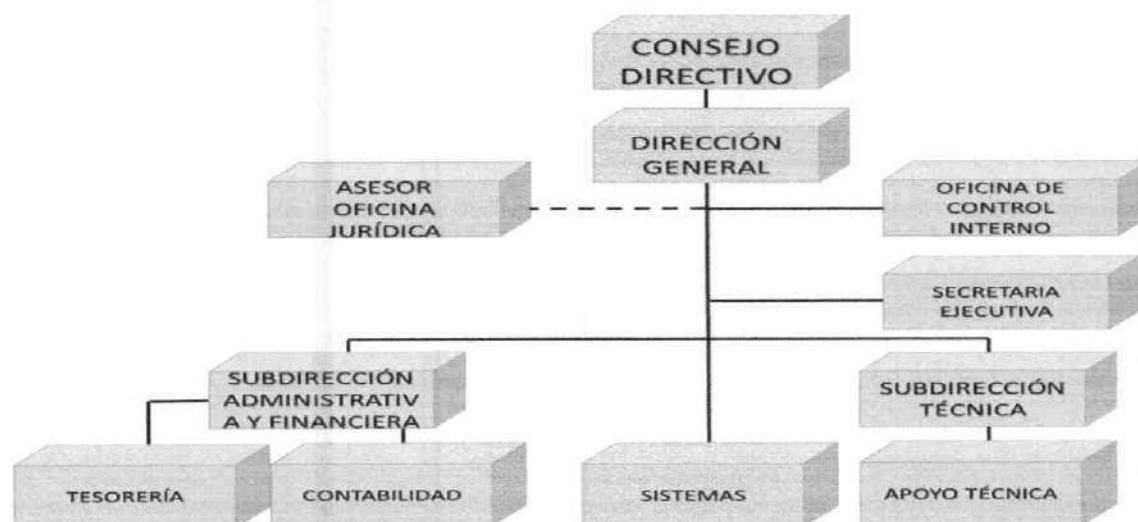 CONSEJO
DIRECTIVO
DIRECCIÓN
GENERAL
ASESOR
OFICINA
JURÍDICA
OFICINA DE
CONTROL
INTERNO
SECRETARIA
EJECUTIVA
SUBDIRECCIÓN
ADMINISTRATIV
A Y FINANCIERA
SUBDIRECCIÓN
TÉCNICA
TESORERÍA
CONTABILIDAD
SISTEMAS
APOYO TÉCNICA